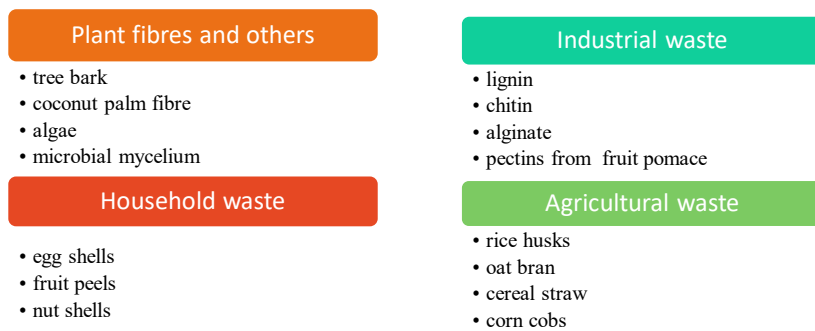 Plant fibres and others
• tree bark
• coconut palm fibre
• algae
• microbial mycelium
Industrial waste
• lignin
• chitin
• alginate
• pectins from fruit pomace
Household waste
• egg shells
• fruit peels
• nut shells
Agricultural waste
• rice husks
• oat bran
• cereal straw
• corn cobs